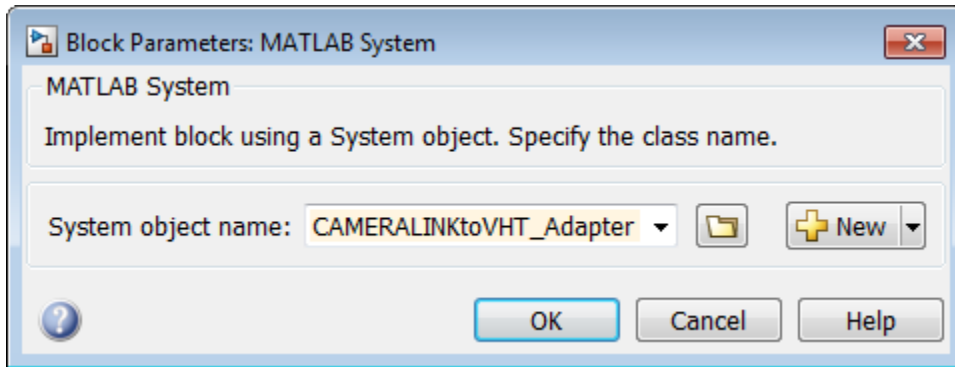 Block Parameters: MATLAB System
MATLAB System
Implement block using a System object. Specify the class name.
System object name: CAMERALINKtoVHT_Adapter New
? OK Cancel Help